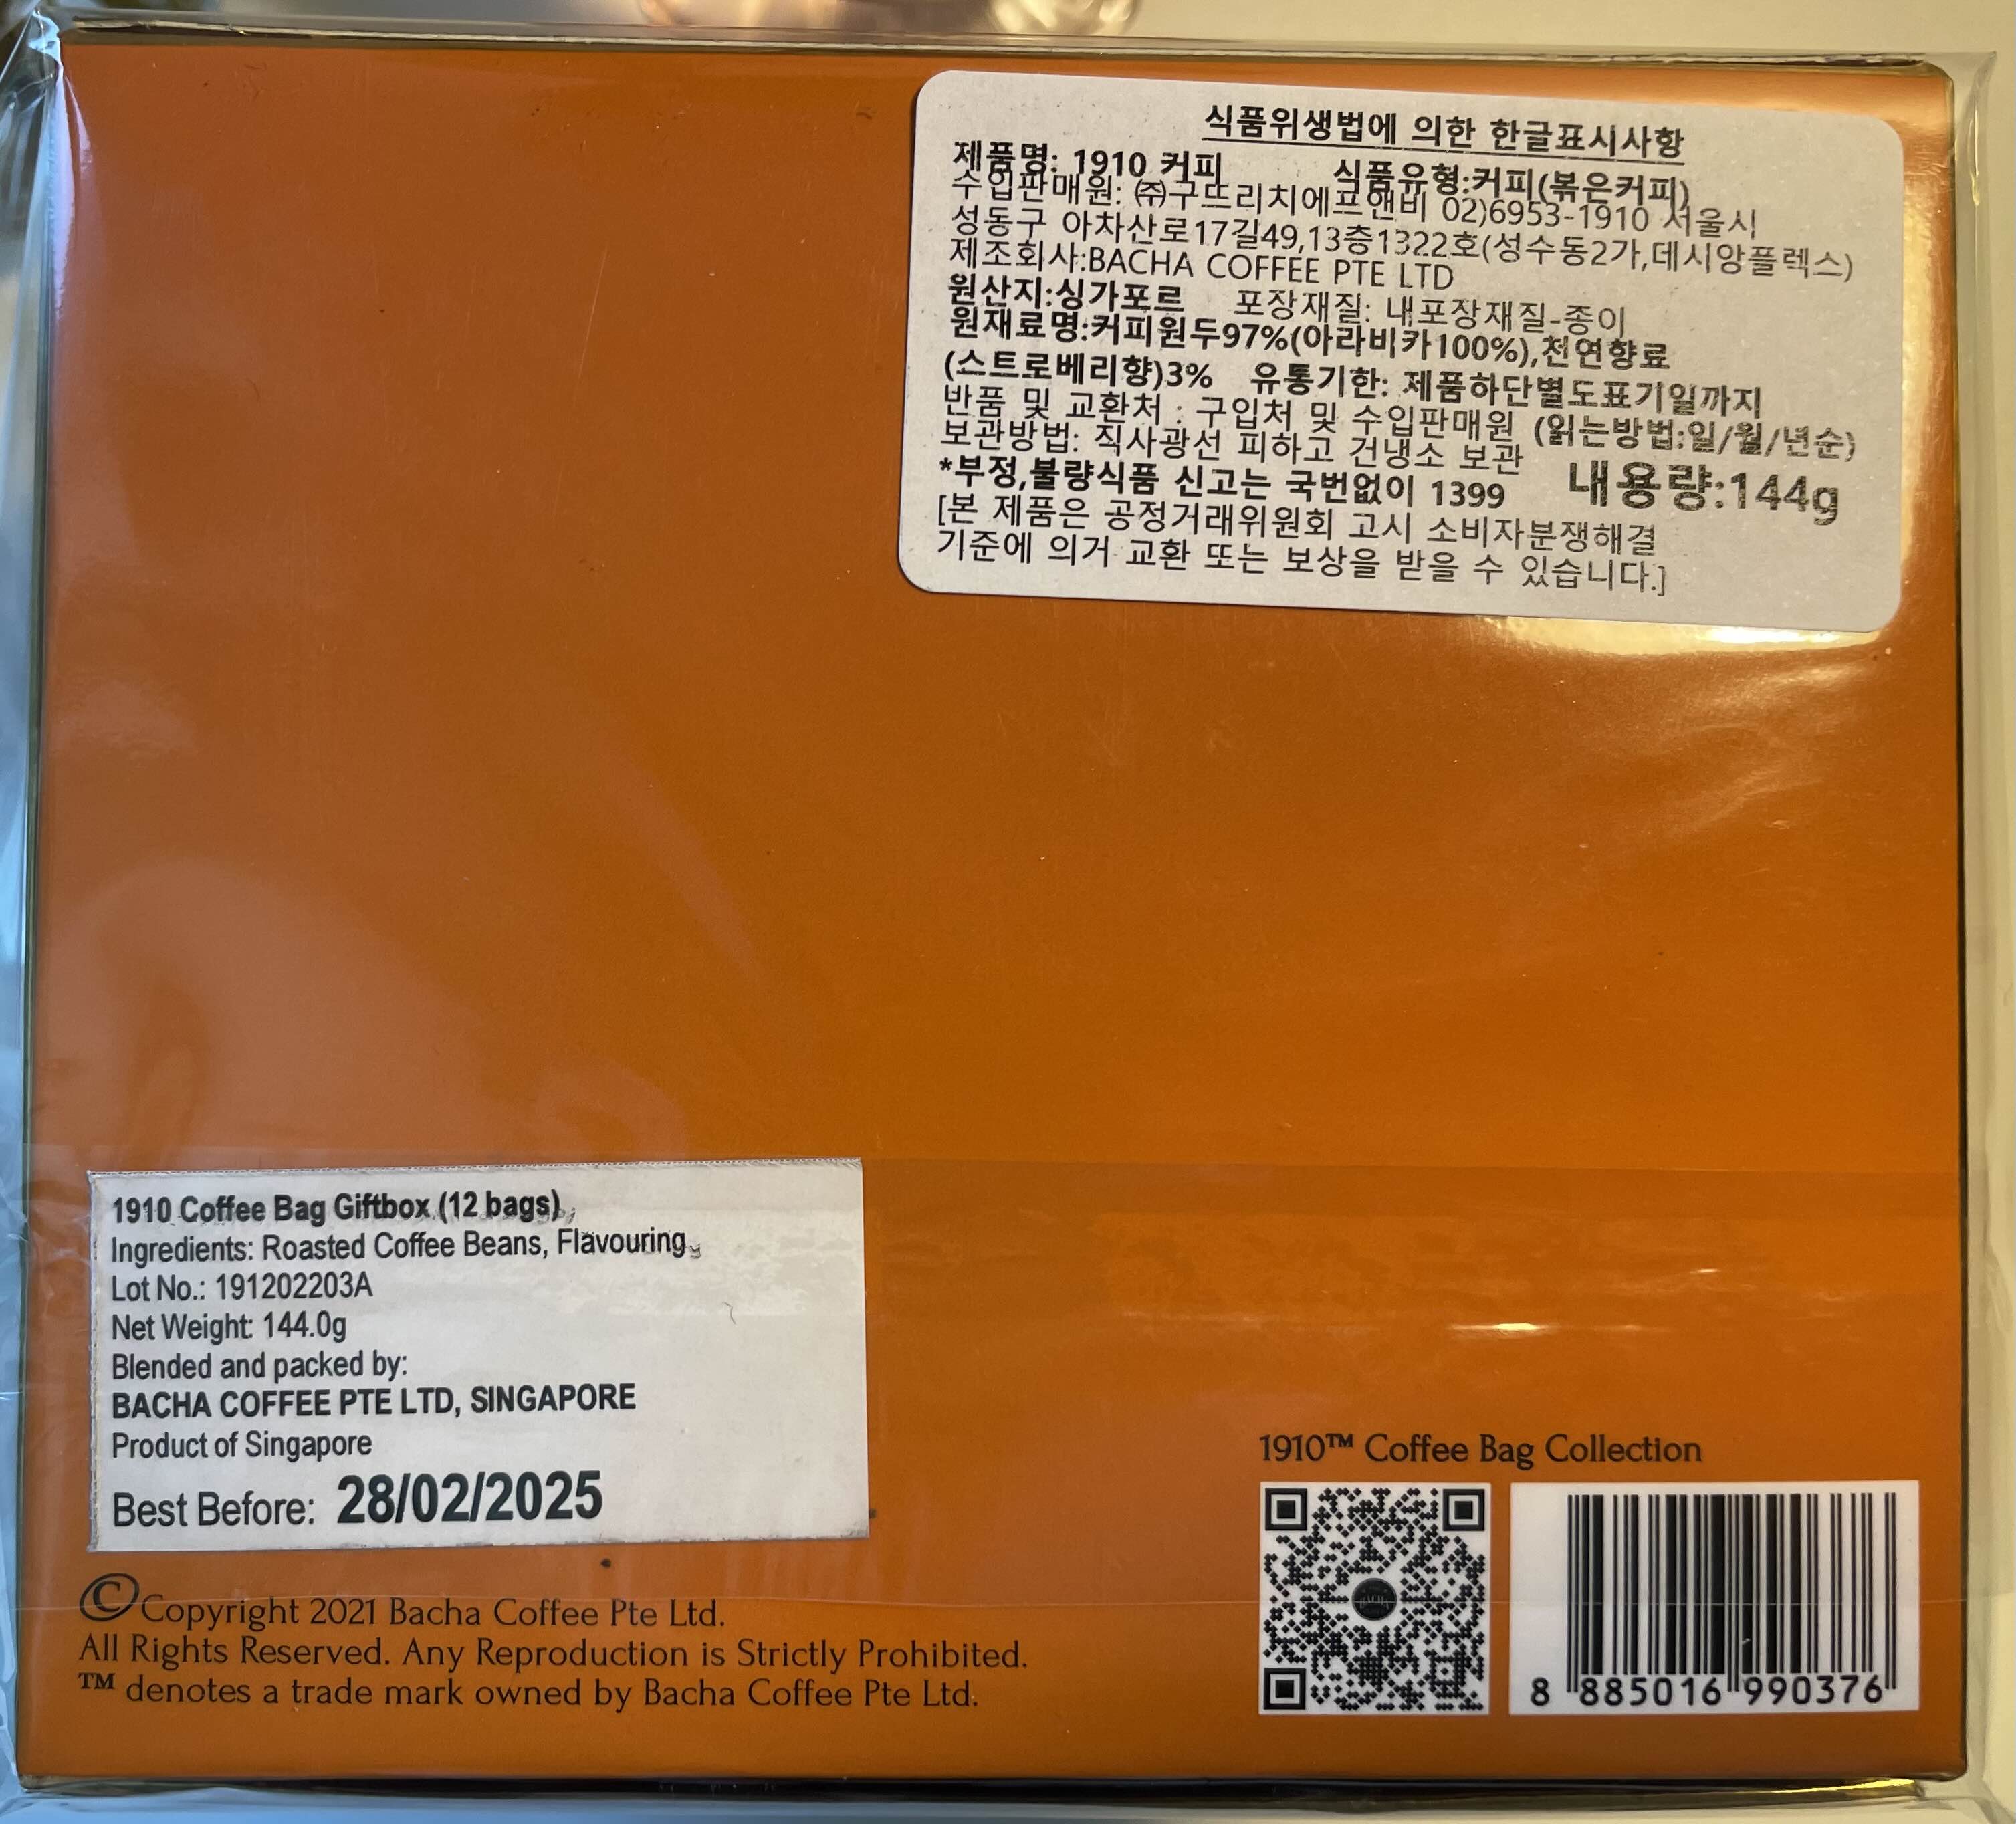 식품위생법에 의한 한글표시사항
제품명: 1910 커피 식품유형:커피(볶은커피)
수입판매원: ㈜구뜨리치에프앤비 02)6953-1910 서울시
성동구 아차산로17길49,13층1322호(성수동2가,데시앙플렉스)
제조회사:BACHA COFFEE PTE LTD
원산지:싱가포르 포장재질: 내포장재질-종이
원재료명:커피원두97%(아라비카100%),천연향료
(스트로베리향)3% 유통기한: 제품하단별도표기일까지
반품 및 교환처 : 구입처 및 수입판매원 (읽는방법:일/월/년순)
보관방법: 직사광선 피하고 건냉소 보관
*부정,불량식품 신고는 국번없이 1399 내용량:144g
[본 제품은 공정거래위원회 고시 소비자분쟁해결
기준에 의거 교환 또는 보상을 받을 수 있습니다.]
1910 Coffee Bag Giftbox (12 bags)
Ingredients: Roasted Coffee Beans, Flavouring
Lot No.: 191202203A
Net Weight: 144.0g
Blended and packed by:
BACHA COFFEE PTE LTD, SINGAPORE
Product of Singapore
Best Before: 28/02/2025
©Copyright 2021 Bacha Coffee Pte Ltd.
All Rights Reserved. Any Reproduction is Strictly Prohibited.
™ denotes a trade mark owned by Bacha Coffee Pte Ltd.
1910™ Coffee Bag Collection
8 885016 990376